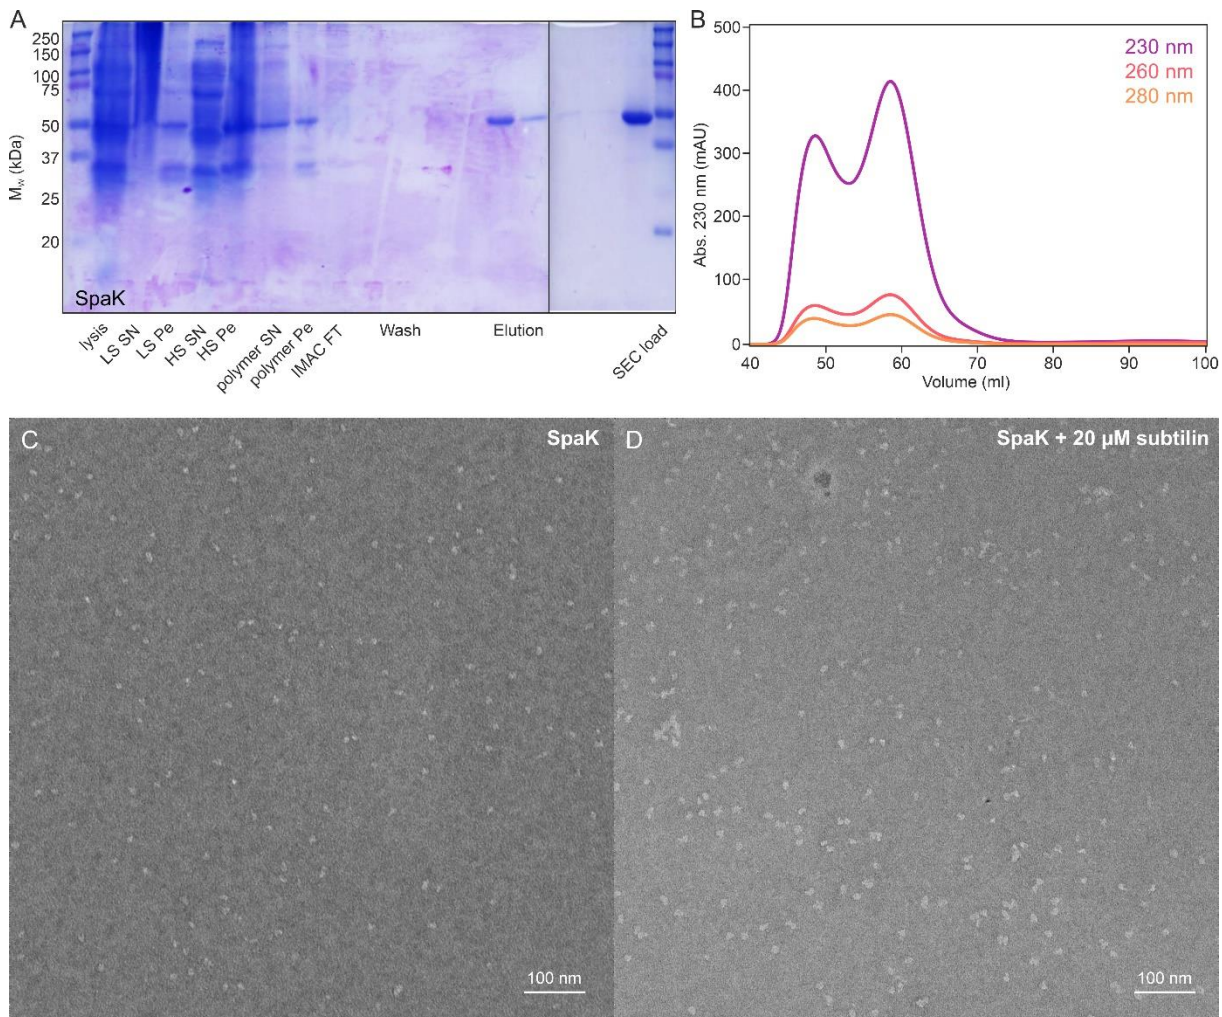 A
250
150
100
75
50
37
25
20
Mw (kDa)
SpaK
lysis
LS SN
LS Pe
HS SN
HS Pe
polymer SN
polymer Pe
IMAC FT
Wash
Elution
SEC load
B
500
400
300
200
100
0
Abs. 230 nm (mAU)
230 nm
260 nm
280 nm
40 50 60 70 80 90 100
Volume (ml)
C
SpaK
100 nm
D
SpaK + 20 µM subtilin
100 nm